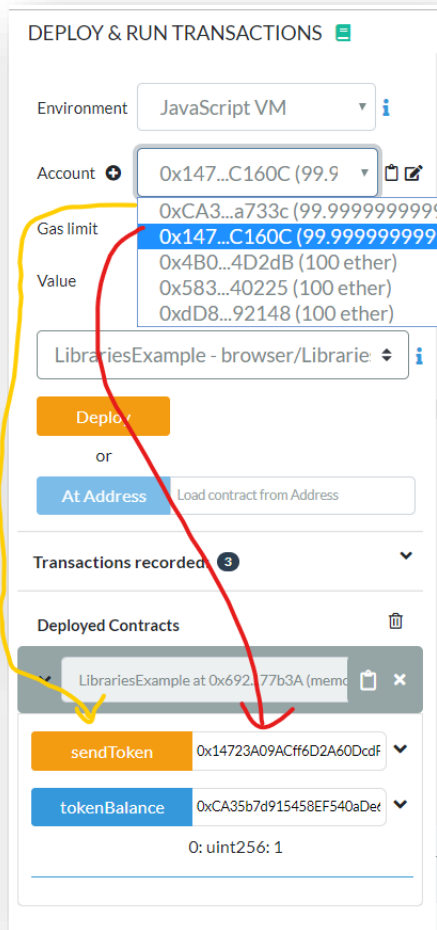 DEPLOY & RUN TRANSACTIONS
Environment JavaScript VM
Account 0x147...C160C (99.9
0xCA3...a733c (99.999999999
Gas limit
0x147...C160C (99.999999999
0x4B0...4D2dB (100 ether)
Value
0x583...40225 (100 ether)
0xdD8...92148 (100 ether)
LibrariesExample - browser/Librarie
Deploy
or
At Address Load contract from Address
Transactions recorded: 3
Deployed Contracts
LibrariesExample at 0x692...77b3A (memo
sendToken 0x14723A09ACff6D2A60DcdF
tokenBalance 0xCA35b7d915458EF540aDe6
0: uint256: 1